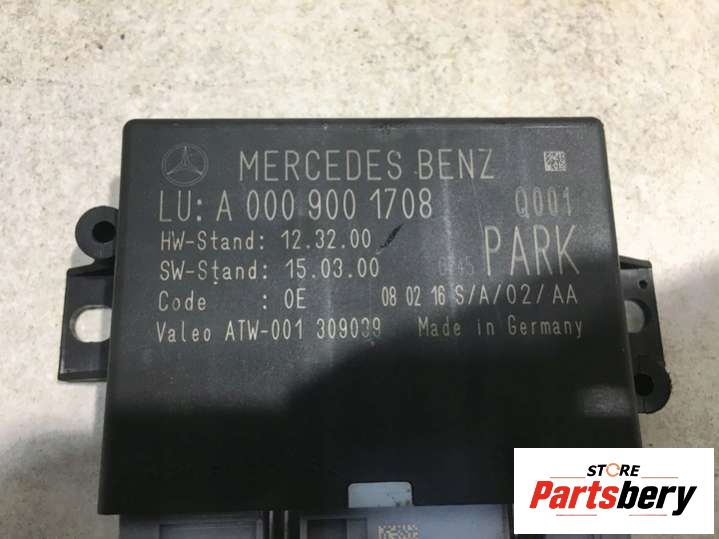 MERCEDES BENZ
LU: A 000 900 1708 Q001
HW-Stand: 12.32.00
SW-Stand: 15.03.00 PARK
Code : 0E 08 02 16 S/A/02/AA
Valeo ATW-001 309039 Made in Germany
STORE
Partsbery